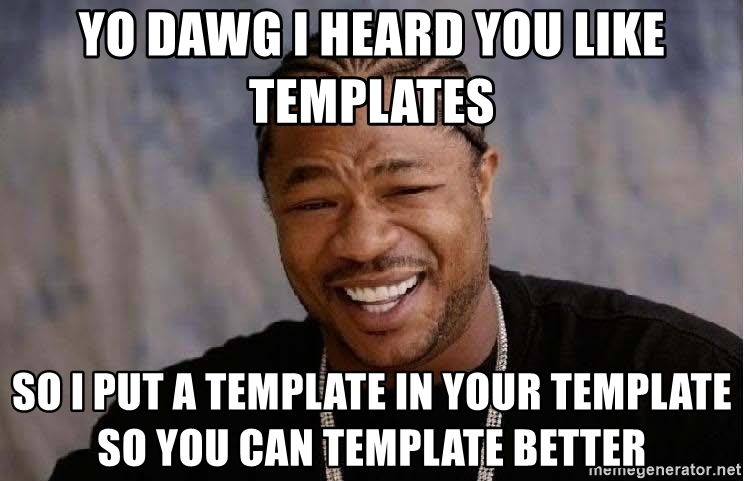 YO DAWG I HEARD YOU LIKE
TEMPLATES
SO I PUT A TEMPLATE IN YOUR TEMPLATE
SO YOU CAN TEMPLATE BETTER
memegenerator.net